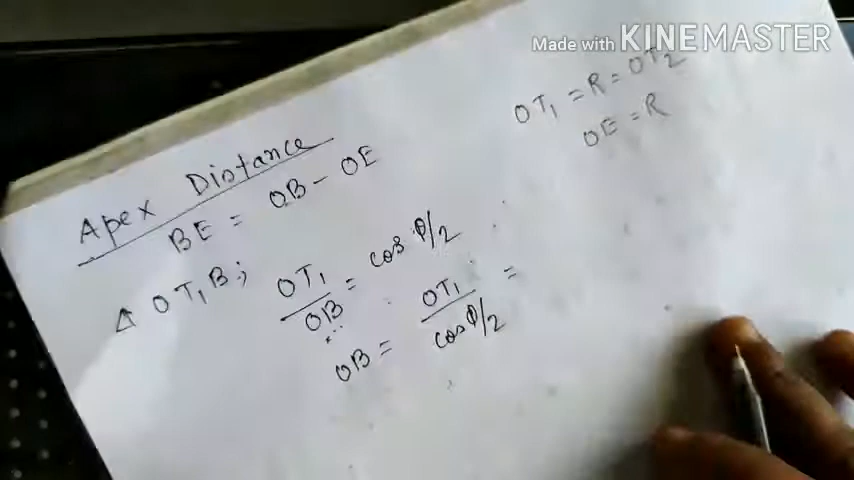 Made with KINEMASTER
OT₁ = R = OT₂
OE = R
Apex Distance
BE = OB - OE
Δ OT₁B; OT₁/OB = cos φ/2
∴ OB = OT₁/cos φ/2 =